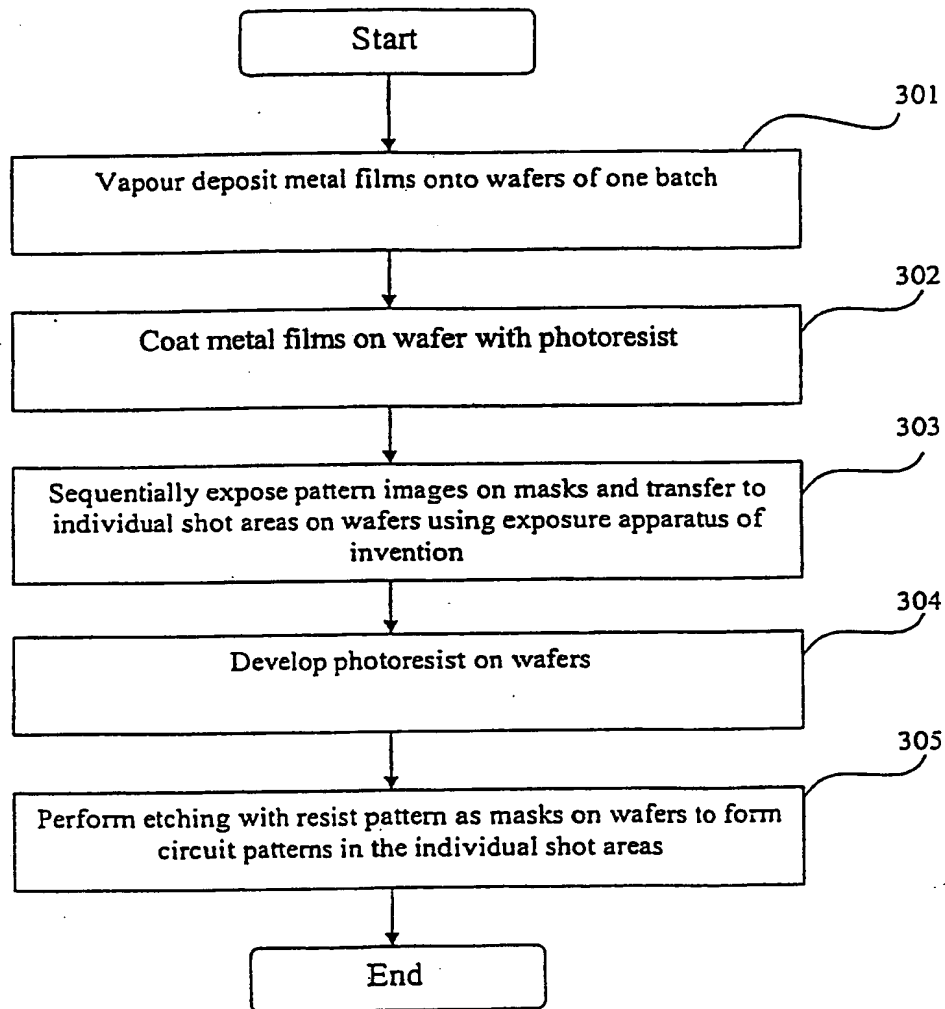 Start
301
Vapour deposit metal films onto wafers of one batch
302
Coat metal films on wafer with photoresist
303
Sequentially expose pattern images on masks and transfer to
individual shot areas on wafers using exposure apparatus of
invention
304
Develop photoresist on wafers
305
Perform etching with resist pattern as masks on wafers to form
circuit patterns in the individual shot areas
End